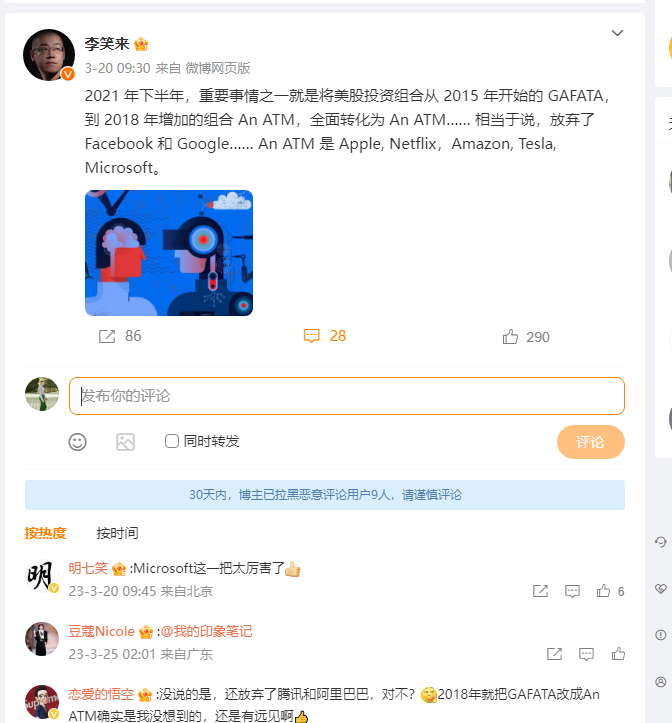 李笑来
3-20 09:30 来自 微博网页版
2021 年下半年，重要事情之一就是将美股投资组合从 2015 年开始的 GAFATA，
到 2018 年增加的组合 An ATM，全面转化为 An ATM…… 相当于说，放弃了
Facebook 和 Google…… An ATM 是 Apple, Netflix，Amazon, Tesla,
Microsoft。
86
28
290
发布你的评论
同时转发
评论
30天内，博主已拉黑恶意评论用户9人，请谨慎评论
按热度 按时间
明七笑 :Microsoft这一把太厉害了👍
23-3-20 09:45 来自北京
6
豆蔻Nicole :@我的印象笔记
23-3-25 02:01 来自广东
恋爱的悟空 :没说的是，还放弃了腾讯和阿里巴巴，对不？😋2018年就把GAFATA改成An
ATM确实是我没想到的，还是有远见啊👍